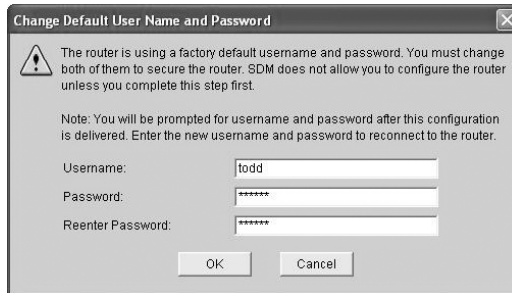 Change Default User Name and Password
The router is using a factory default username and password. You must change
both of them to secure the router. SDM does not allow you to configure the router
unless you complete this step first.
Note: You will be prompted for username and password after this configuration
is delivered. Enter the new username and password to reconnect to the router.
Username:
todd
Password:
******
Reenter Password:
******
OK
Cancel